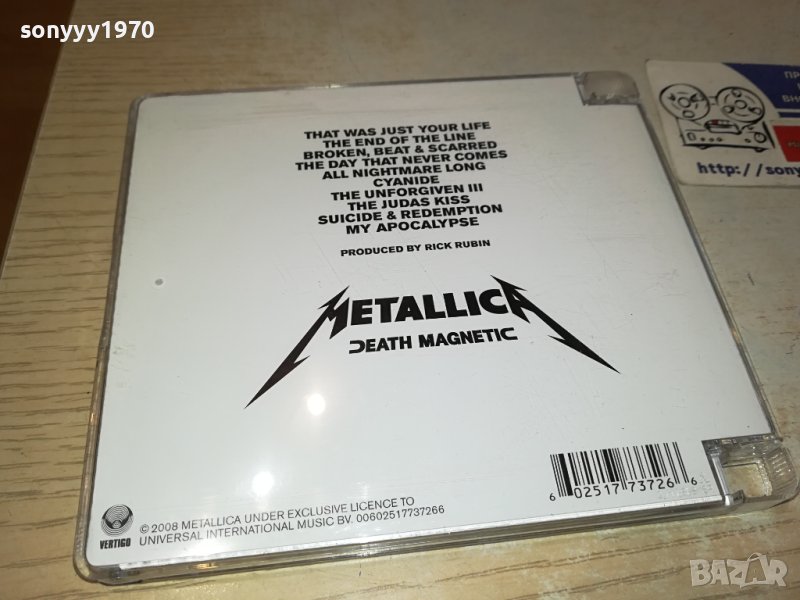 sonyyy1970
THAT WAS JUST YOUR LIFE
THE END OF THE LINE
BROKEN, BEAT & SCARRED
THE DAY THAT NEVER COMES
ALL NIGHTMARE LONG
CYANIDE
THE UNFORGIVEN III
THE JUDAS KISS
SUICIDE & REDEMPTION
MY APOCALYPSE
PRODUCED BY RICK RUBIN
METALLICA
DEATH MAGNETIC
http://sony
6 02517 73726 6
VERTIGO
© 2008 METALLICA UNDER EXCLUSIVE LICENCE TO
UNIVERSAL INTERNATIONAL MUSIC BV. 00602517737266
BAZAR